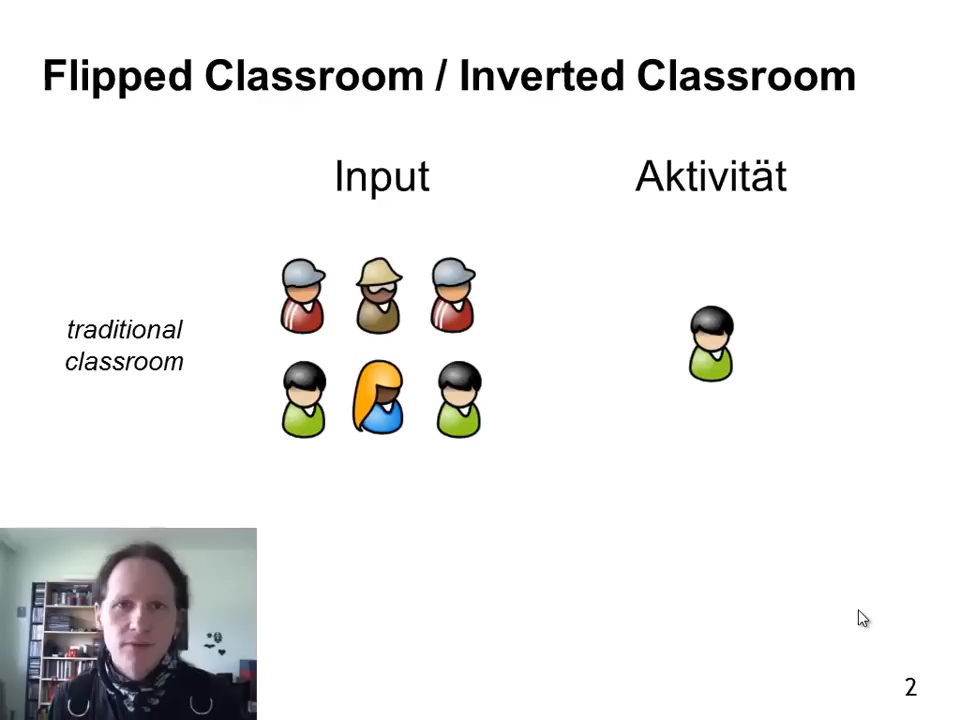 Flipped Classroom / Inverted Classroom
Input Aktivität
traditional
classroom
2